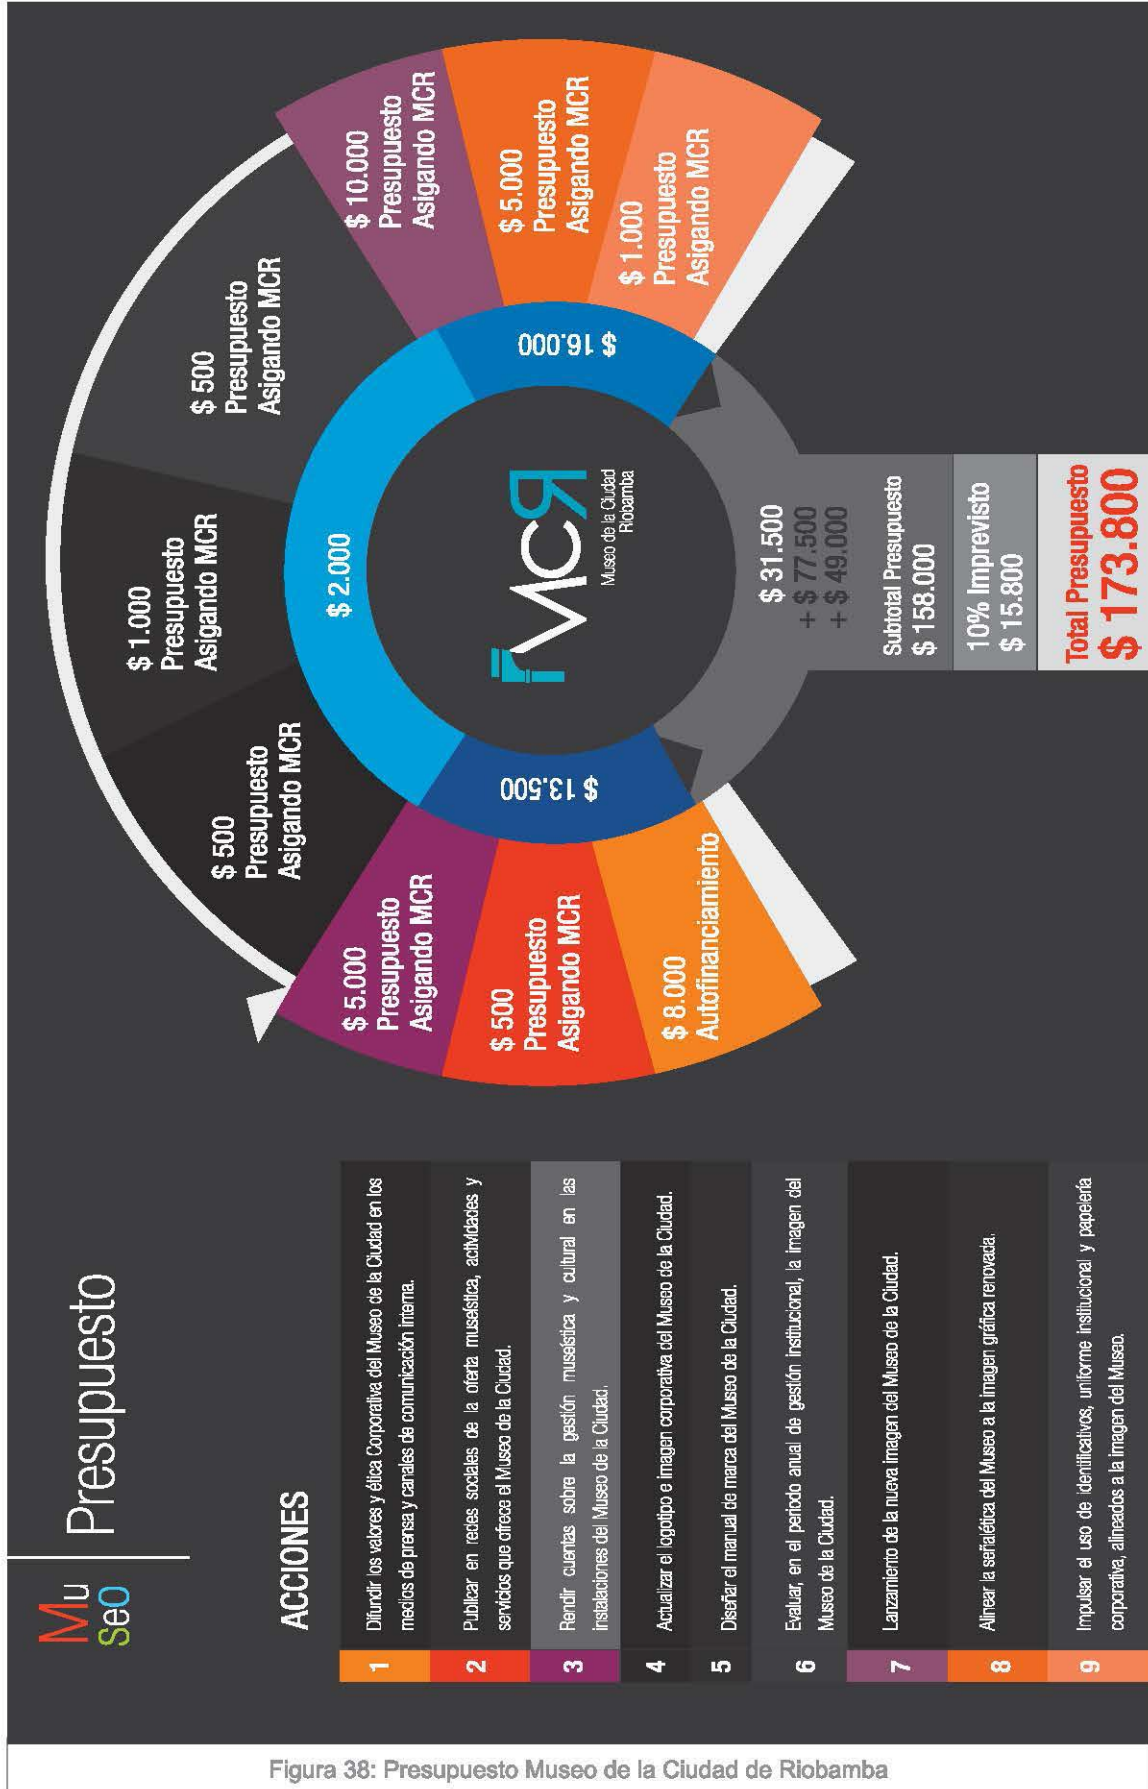 Mu
seo
Presupuesto
ACCIONES
1
Difundir los valores y ética Corporativa del Museo de la Ciudad en los
medios de prensa y canales de comunicación interna.
2
Publicar en redes sociales de la oferta museística, actividades y
servicios que ofrece el Museo de la Ciudad.
3
Rendir cuentas sobre la gestión museística y cultural en las
instalaciones del Museo de la Ciudad.
4
Actualizar el logotipo e imagen corporativa del Museo de la Ciudad.
5
Diseñar el manual de marca del Museo de la Ciudad.
6
Evaluar, en el periodo anual de gestión institucional, la imagen del
Museo de la Ciudad.
7
Lanzamiento de la nueva imagen del Museo de la Ciudad.
8
Alinear la señalética del Museo a la imagen gráfica renovada.
9
Impulsar el uso de identificativos, uniforme institucional y papelería
corporativa, alineados a la imagen del Museo.
$ 8.000
Autofinanciamiento
$ 500
Presupuesto
Asigando MCR
$ 5.000
Presupuesto
Asigando MCR
$ 500
Presupuesto
Asigando MCR
$ 1.000
Presupuesto
Asigando MCR
$ 500
Presupuesto
Asigando MCR
$ 10.000
Presupuesto
Asigando MCR
$ 5.000
Presupuesto
Asigando MCR
$ 1.000
Presupuesto
Asigando MCR
$ 13.500
$ 2.000
$ 16.000
MCR
Museo de la Ciudad
Riobamba
$ 31.500
+ $ 77.500
+ $ 49.000
Subtotal Presupuesto
$ 158.000
10% Imprevisto
$ 15.800
Total Presupuesto
$ 173.800
Figura 38: Presupuesto Museo de la Ciudad de Riobamba